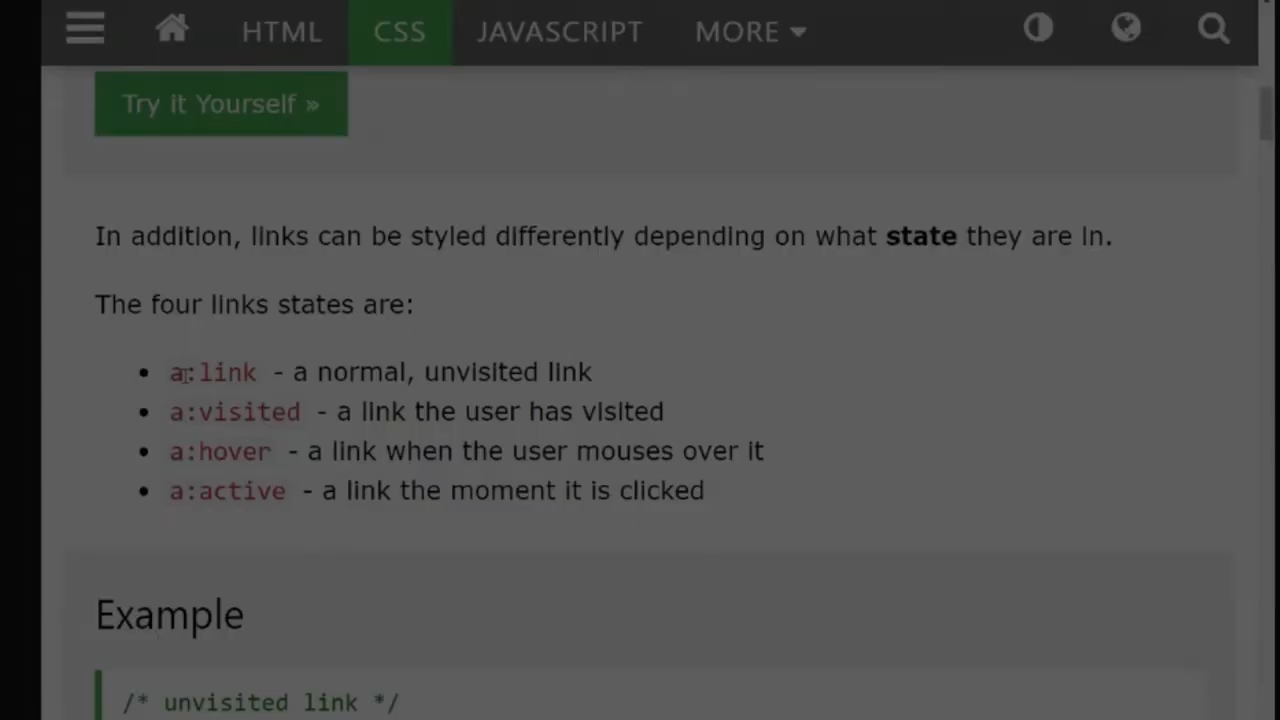 HTML CSS JAVASCRIPT MORE
Try it Yourself »
In addition, links can be styled differently depending on what state they are in.
The four links states are:
• a:link - a normal, unvisited link
• a:visited - a link the user has visited
• a:hover - a link when the user mouses over it
• a:active - a link the moment it is clicked
Example
/* unvisited link */